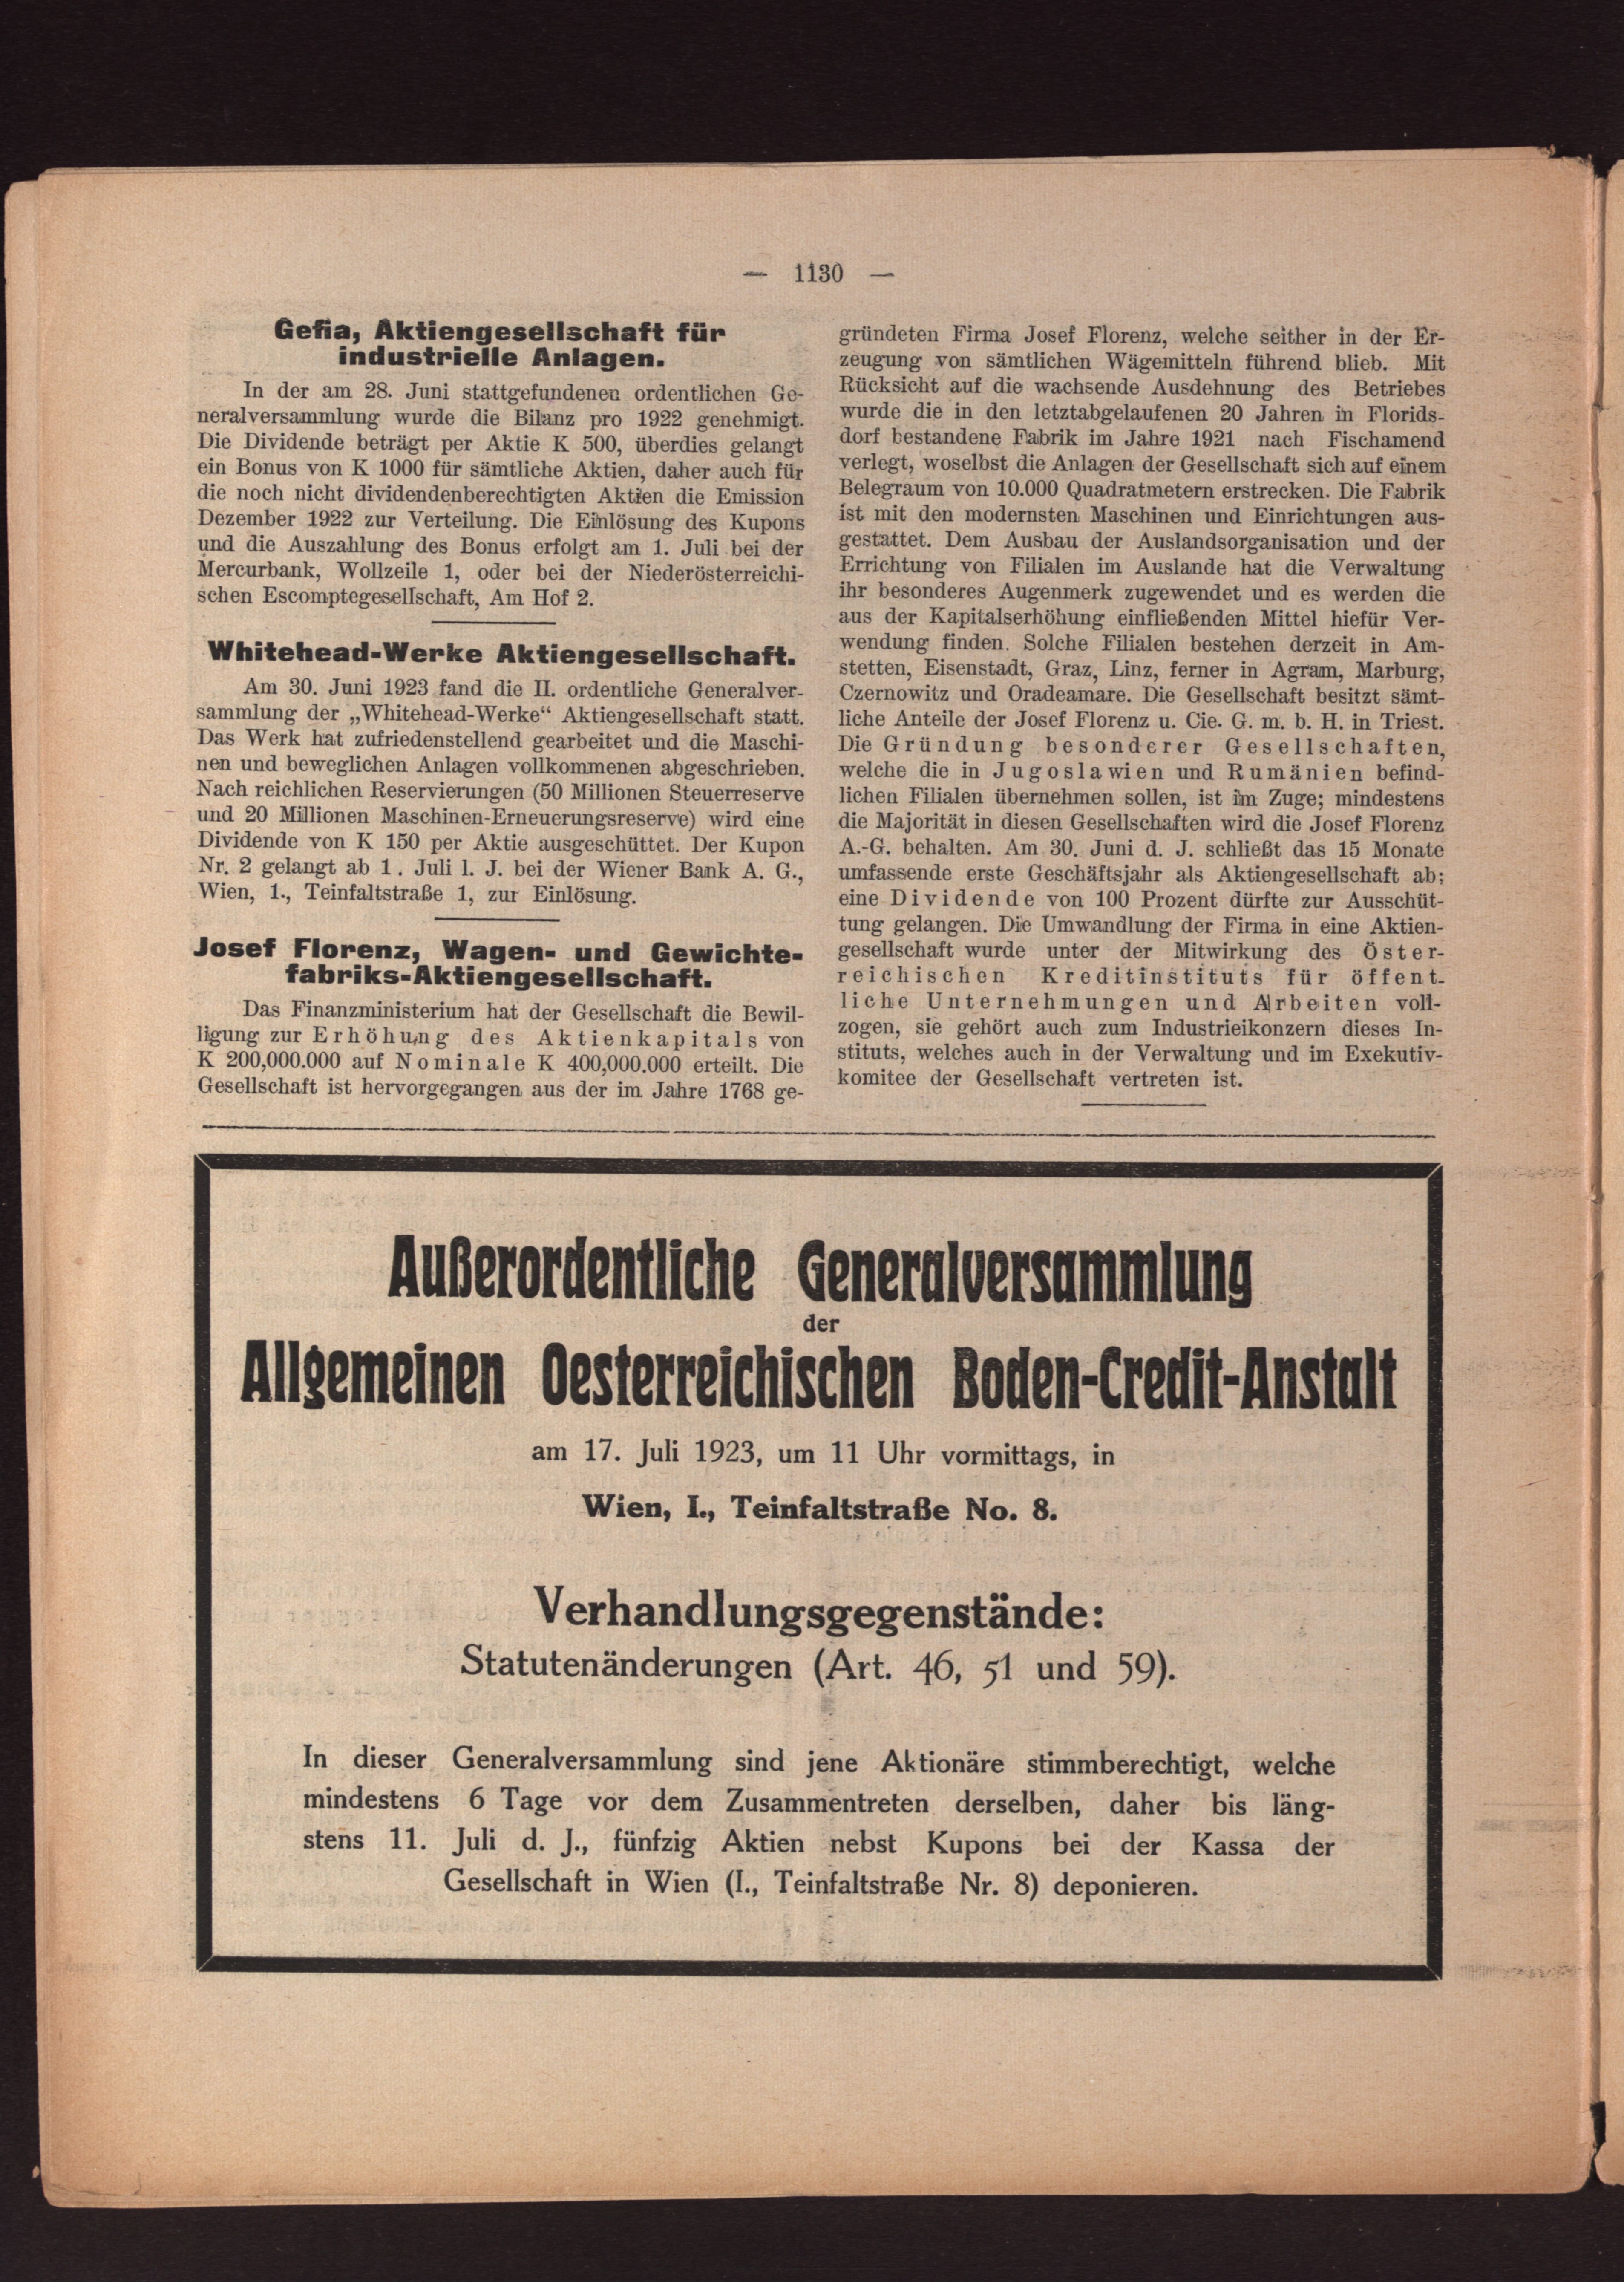 — 1130 —
Gefia, Aktiengesellschaft für
industrielle Anlagen.
In der am 28. Juni stattgefundenen ordentlichen Ge-
neralversammlung wurde die Bilanz pro 1922 genehmigt.
Die Dividende beträgt per Aktie K 500, überdies gelangt
ein Bonus von K 1000 für sämtliche Aktien, daher auch für
die noch nicht dividendenberechtigten Aktien die Emission
Dezember 1922 zur Verteilung. Die Einlösung des Kupons
und die Auszahlung des Bonus erfolgt am 1. Juli bei der
Mercurbank, Wollzeile 1, oder bei der Niederösterreichi-
schen Escomptegesellschaft, Am Hof 2.
Whitehead-Werke Aktiengesellschaft.
Am 30. Juni 1923 fand die II. ordentliche Generalver-
sammlung der „Whitehead-Werke“ Aktiengesellschaft statt.
Das Werk hat zufriedenstellend gearbeitet und die Maschi-
nen und beweglichen Anlagen vollkommenen abgeschrieben.
Nach reichlichen Reservierungen (50 Millionen Steuerreserve
und 20 Millionen Maschinen-Erneuerungsreserve) wird eine
Dividende von K 150 per Aktie ausgeschüttet. Der Kupon
Nr. 2 gelangt ab 1. Juli l. J. bei der Wiener Bank A. G.,
Wien, 1., Teinfaltstraße 1, zur Einlösung.
Josef Florenz, Wagen- und Gewichte-
fabriks-Aktiengesellschaft.
Das Finanzministerium hat der Gesellschaft die Bewil-
ligung zur Erhöhung des Aktienkapitals von
K 200,000.000 auf Nominale K 400,000.000 erteilt. Die
Gesellschaft ist hervorgegangen aus der im Jahre 1768 ge-
gründeten Firma Josef Florenz, welche seither in der Er-
zeugung von sämtlichen Wägemitteln führend blieb. Mit
Rücksicht auf die wachsende Ausdehnung des Betriebes
wurde die in den letztabgelaufenen 20 Jahren in Florids-
dorf bestandene Fabrik im Jahre 1921 nach Fischamend
verlegt, woselbst die Anlagen der Gesellschaft sich auf einem
Belegraum von 10.000 Quadratmetern erstrecken. Die Fabrik
ist mit den modernsten Maschinen und Einrichtungen aus-
gestattet. Dem Ausbau der Auslandsorganisation und der
Errichtung von Filialen im Auslande hat die Verwaltung
ihr besonderes Augenmerk zugewendet und es werden die
aus der Kapitalserhöhung einfließenden Mittel hiefür Ver-
wendung finden. Solche Filialen bestehen derzeit in Am-
stetten, Eisenstadt, Graz, Linz, ferner in Agram, Marburg,
Czernowitz und Oradeamare. Die Gesellschaft besitzt sämt-
liche Anteile der Josef Florenz u. Cie. G. m. b. H. in Triest.
Die Gründung besonderer Gesellschaften,
welche die in Jugoslawien und Rumänien befind-
lichen Filialen übernehmen sollen, ist im Zuge; mindestens
die Majorität in diesen Gesellschaften wird die Josef Florenz
A.-G. behalten. Am 30. Juni d. J. schließt das 15 Monate
umfassende erste Geschäftsjahr als Aktiengesellschaft ab;
eine Dividende von 100 Prozent dürfte zur Ausschüt-
tung gelangen. Die Umwandlung der Firma in eine Aktien-
gesellschaft wurde unter der Mitwirkung des Öster-
reichischen Kreditinstituts für öffent-
liche Unternehmungen und Arbeiten voll-
zogen, sie gehört auch zum Industrieikonzern dieses In-
stituts, welches auch in der Verwaltung und im Exekutiv-
komitee der Gesellschaft vertreten ist.
Außerordentliche Generalversammlung
der
Allgemeinen Oesterreichischen Boden-Credit-Anstalt
am 17. Juli 1923, um 11 Uhr vormittags, in
Wien, I., Teinfaltstraße No. 8.
Verhandlungsgegenstände:
Statutenänderungen (Art. 46, 51 und 59).
In dieser Generalversammlung sind jene Aktionäre stimmberechtigt, welche
mindestens 6 Tage vor dem Zusammentreten derselben, daher bis läng-
stens 11. Juli d. J., fünfzig Aktien nebst Kupons bei der Kassa der
Gesellschaft in Wien (I., Teinfaltstraße Nr. 8) deponieren.